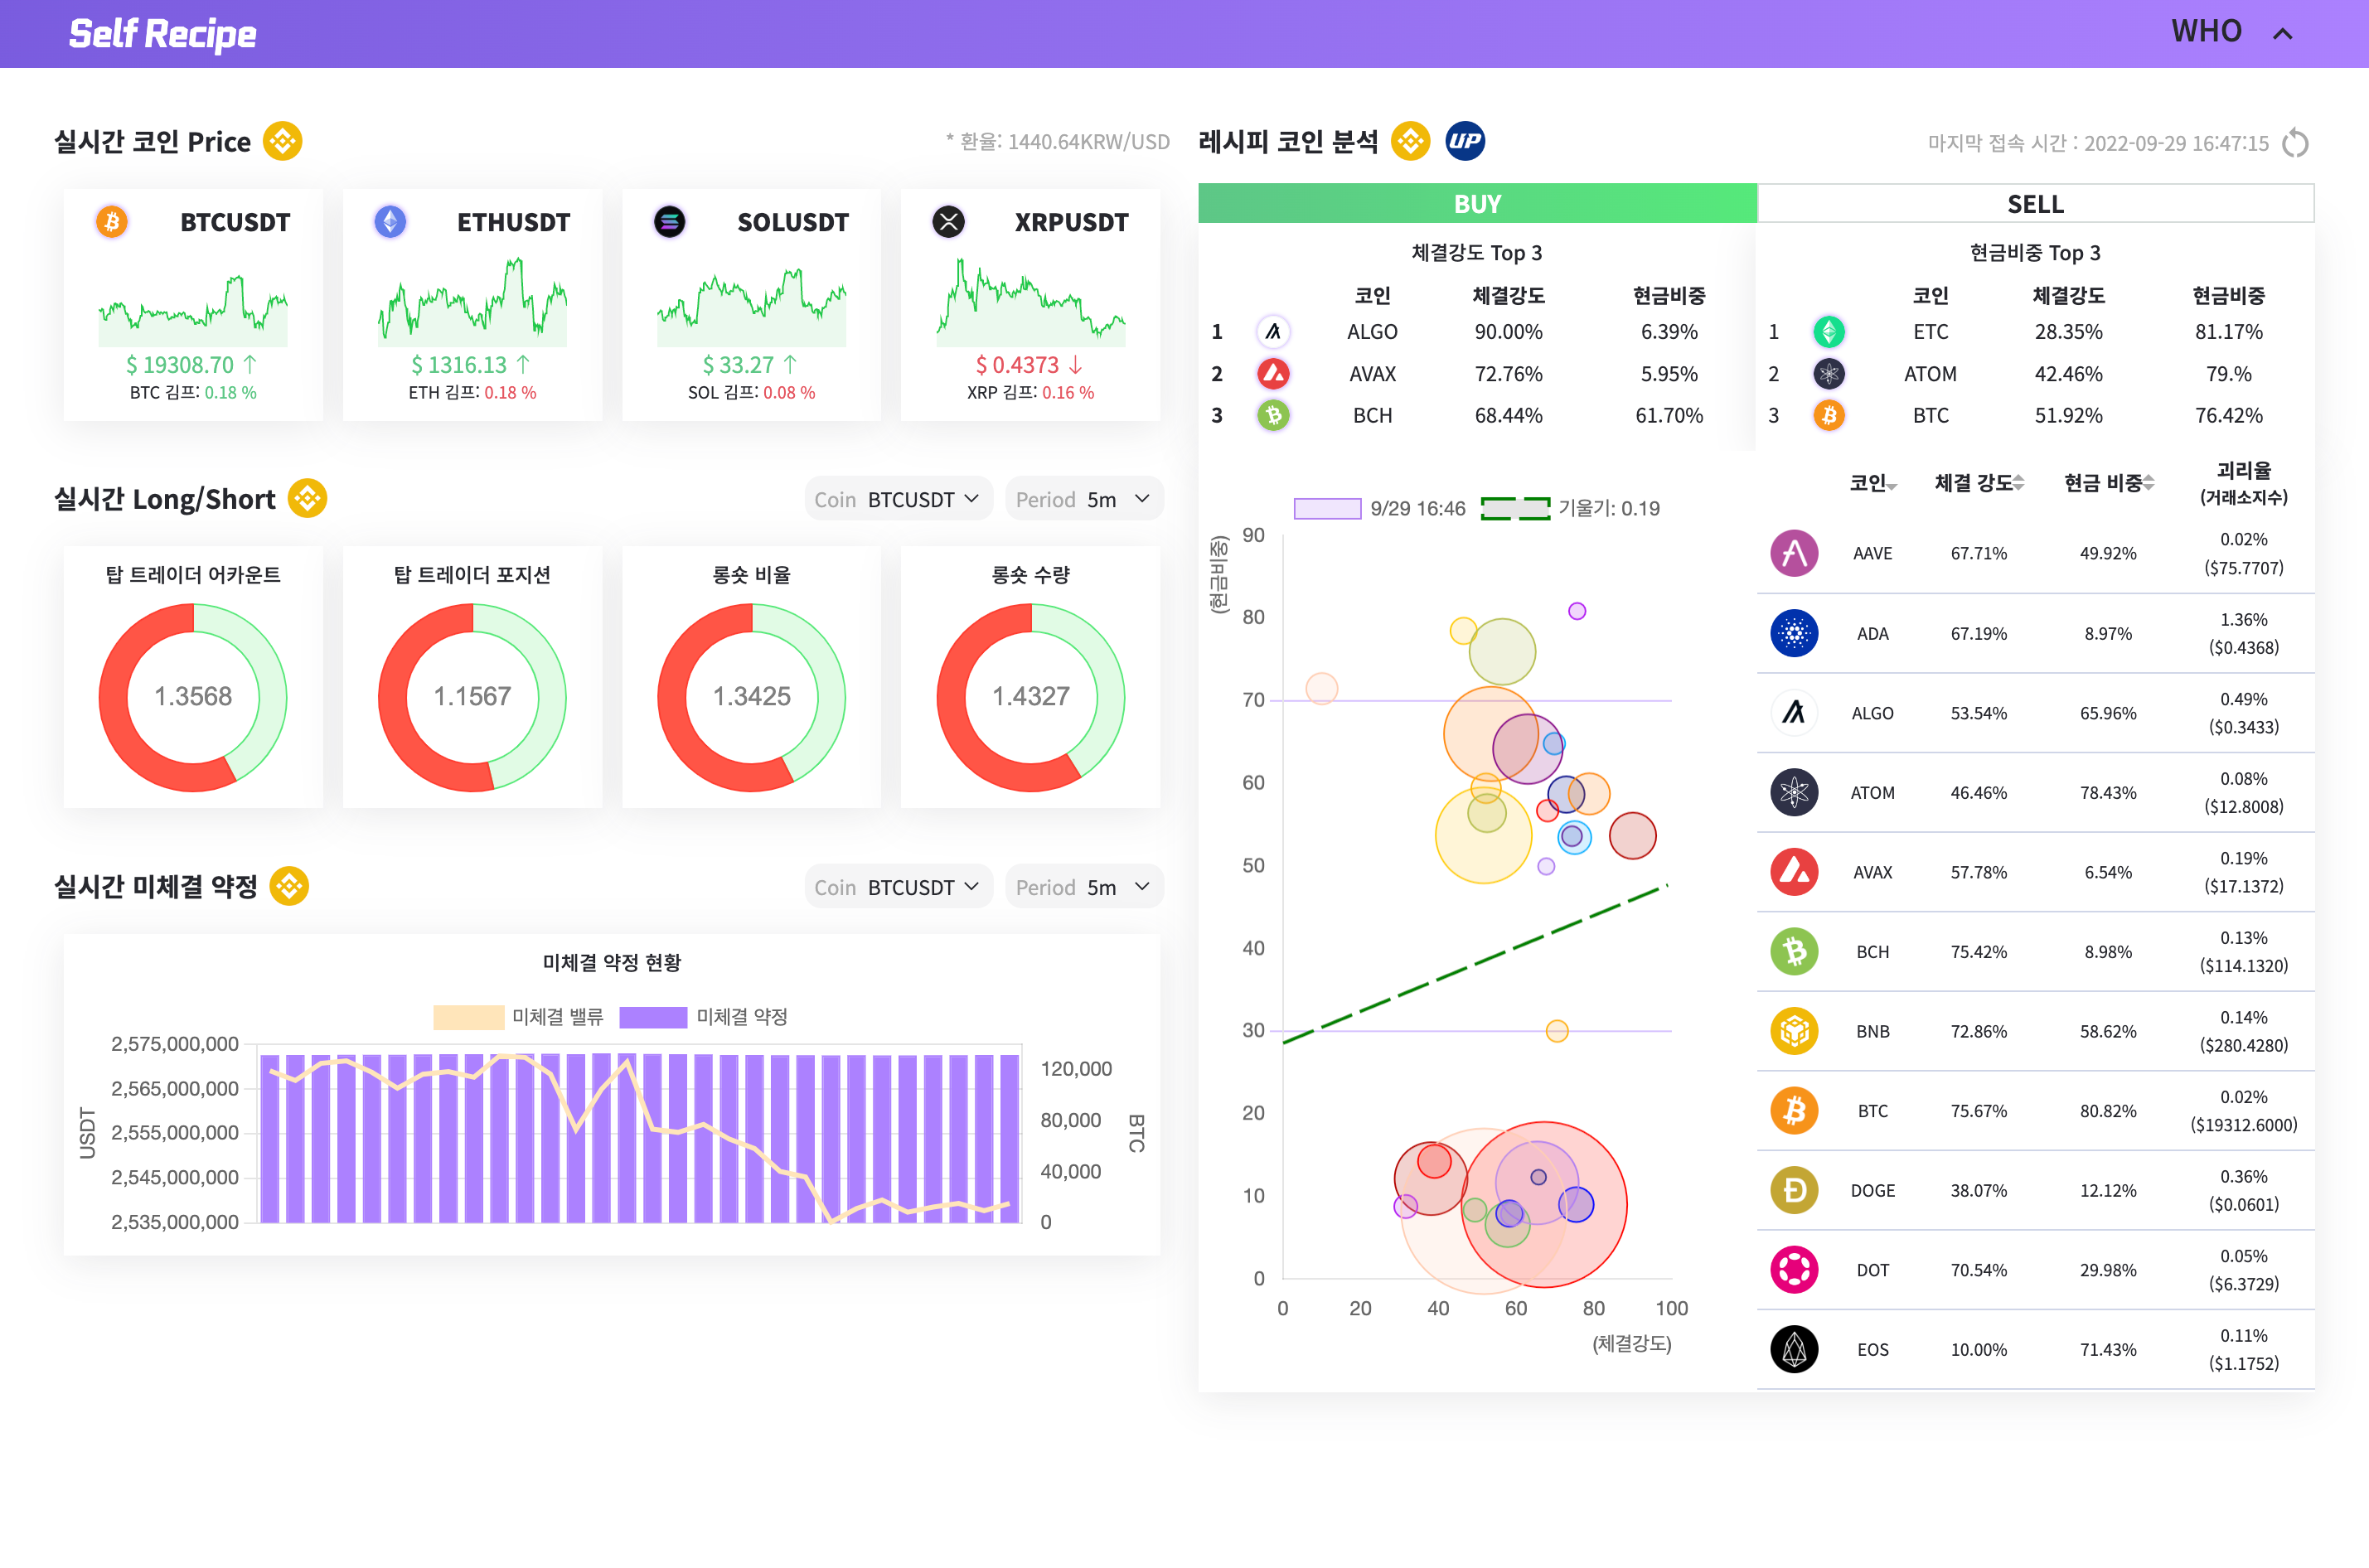 Self Recipe
WHO
실시간 코인 Price
* 환율: 1440.64KRW/USD
BTCUSDT
$ 19308.70 ↑
BTC 김프: 0.18 %
ETHUSDT
$ 1316.13 ↑
ETH 김프: 0.18 %
SOLUSDT
$ 33.27 ↑
SOL 김프: 0.08 %
XRPUSDT
$ 0.4373 ↓
XRP 김프: 0.16 %
실시간 Long/Short
Coin BTCUSDT
Period 5m
탑 트레이더 어카운트
1.3568
탑 트레이더 포지션
1.1567
롱숏 비율
1.3425
롱숏 수량
1.4327
실시간 미체결 약정
Coin BTCUSDT
Period 5m
미체결 약정 현황
미체결 밸류 미체결 약정
USDT
2,575,000,000
2,565,000,000
2,555,000,000
2,545,000,000
2,535,000,000
120,000
80,000
40,000
0
BTC
레시피 코인 분석 UP
마지막 접속 시간 : 2022-09-29 16:47:15
BUY
SELL
체결강도 Top 3
코인 체결강도 현금비중
1 ALGO 90.00% 6.39%
2 AVAX 72.76% 5.95%
3 BCH 68.44% 61.70%
현금비중 Top 3
코인 체결강도 현금비중
1 ETC 28.35% 81.17%
2 ATOM 42.46% 79.%
3 BTC 51.92% 76.42%
9/29 16:46 기울기: 0.19
(현금비중)
90
80
70
60
50
40
30
20
10
0
0 20 40 60 80 100
(체결강도)
코인 체결 강도 현금 비중 괴리율
(거래소지수)
AAVE 67.71% 49.92% 0.02%
($75.7707)
ADA 67.19% 8.97% 1.36%
($0.4368)
ALGO 53.54% 65.96% 0.49%
($0.3433)
ATOM 46.46% 78.43% 0.08%
($12.8008)
AVAX 57.78% 6.54% 0.19%
($17.1372)
BCH 75.42% 8.98% 0.13%
($114.1320)
BNB 72.86% 58.62% 0.14%
($280.4280)
BTC 75.67% 80.82% 0.02%
($19312.6000)
DOGE 38.07% 12.12% 0.36%
($0.0601)
DOT 70.54% 29.98% 0.05%
($6.3729)
EOS 10.00% 71.43% 0.11%
($1.1752)